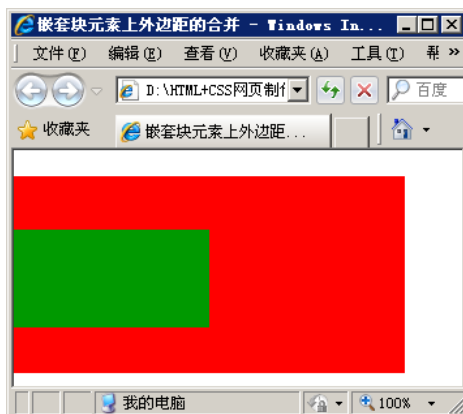 嵌套块元素上外边距的合并 - Windows In...
文件(F) 编辑(E) 查看(V) 收藏夹(A) 工具(T) »
D:\HTML+CSS网页制作 百度
收藏夹 嵌套块元素上外边距...
我的电脑 100%